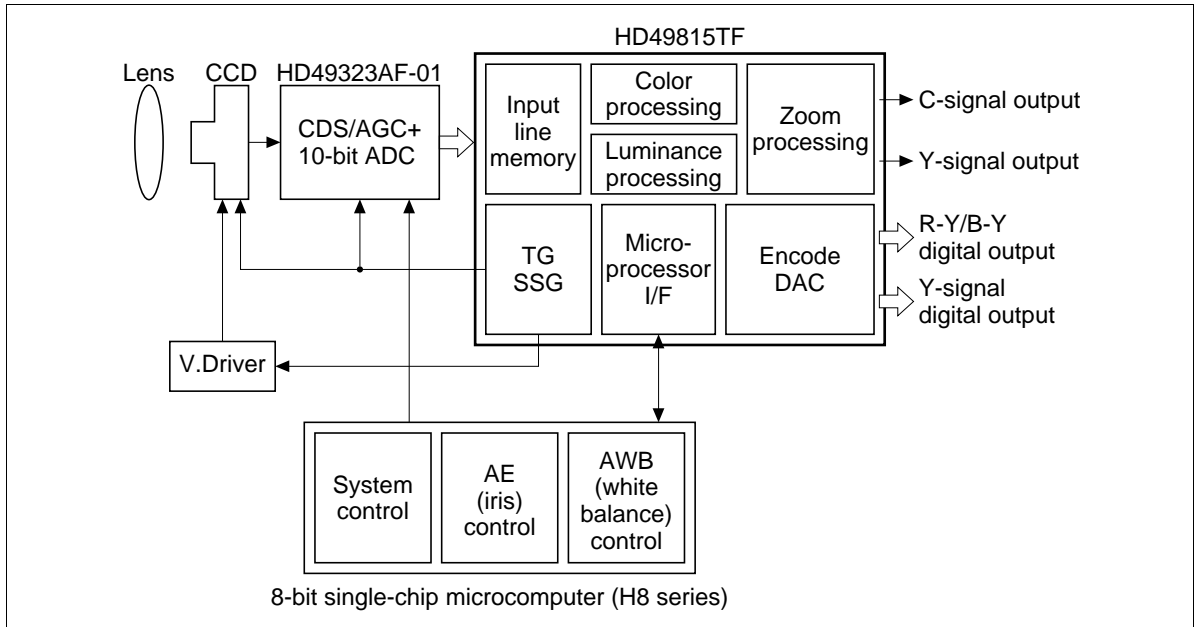 HD49815TF
Lens
CCD
HD49323AF-01
CDS/AGC+
10-bit ADC
Input
line
memory
Color
processing
Luminance
processing
Zoom
processing
C-signal output
Y-signal output
TG
SSG
Micro-
processor
I/F
Encode
DAC
R-Y/B-Y
digital output
Y-signal
digital output
V.Driver
System
control
AE
(iris)
control
AWB
(white
balance)
control
8-bit single-chip microcomputer (H8 series)